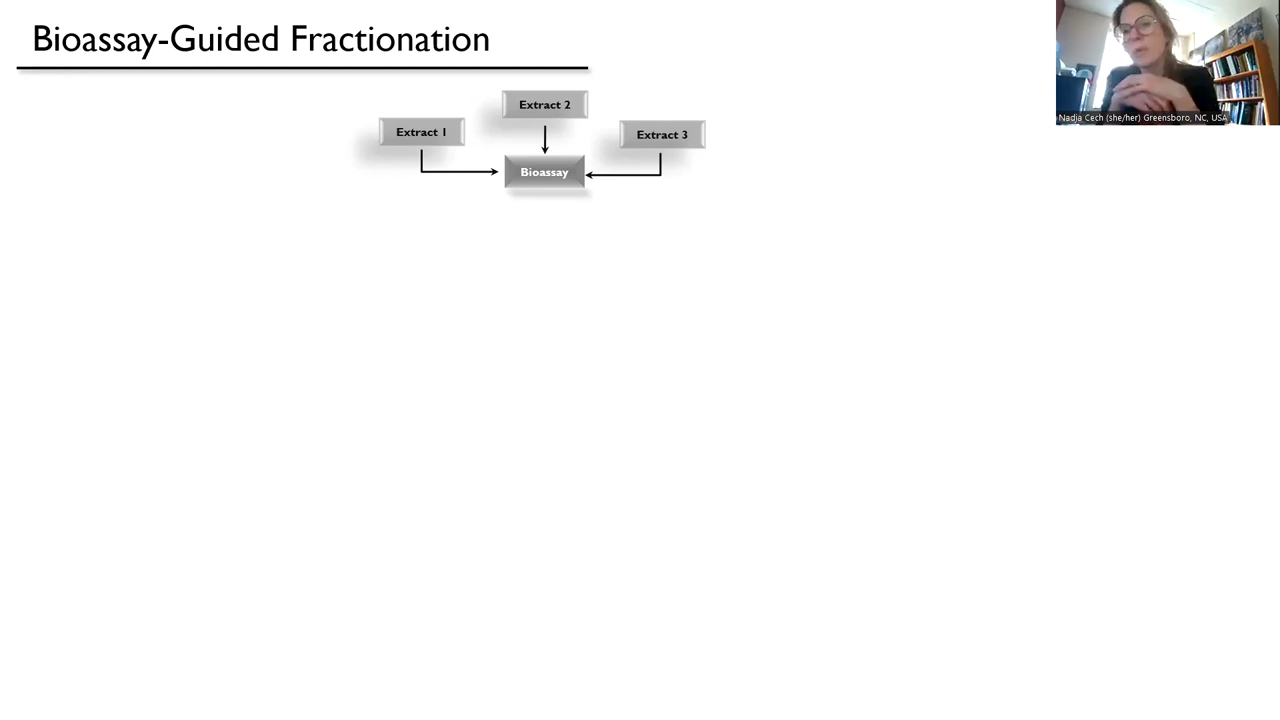 Bioassay-Guided Fractionation
Extract 1
Extract 2
Extract 3
Bioassay
Nadja Cech (she/her) Greensboro, NC, USA